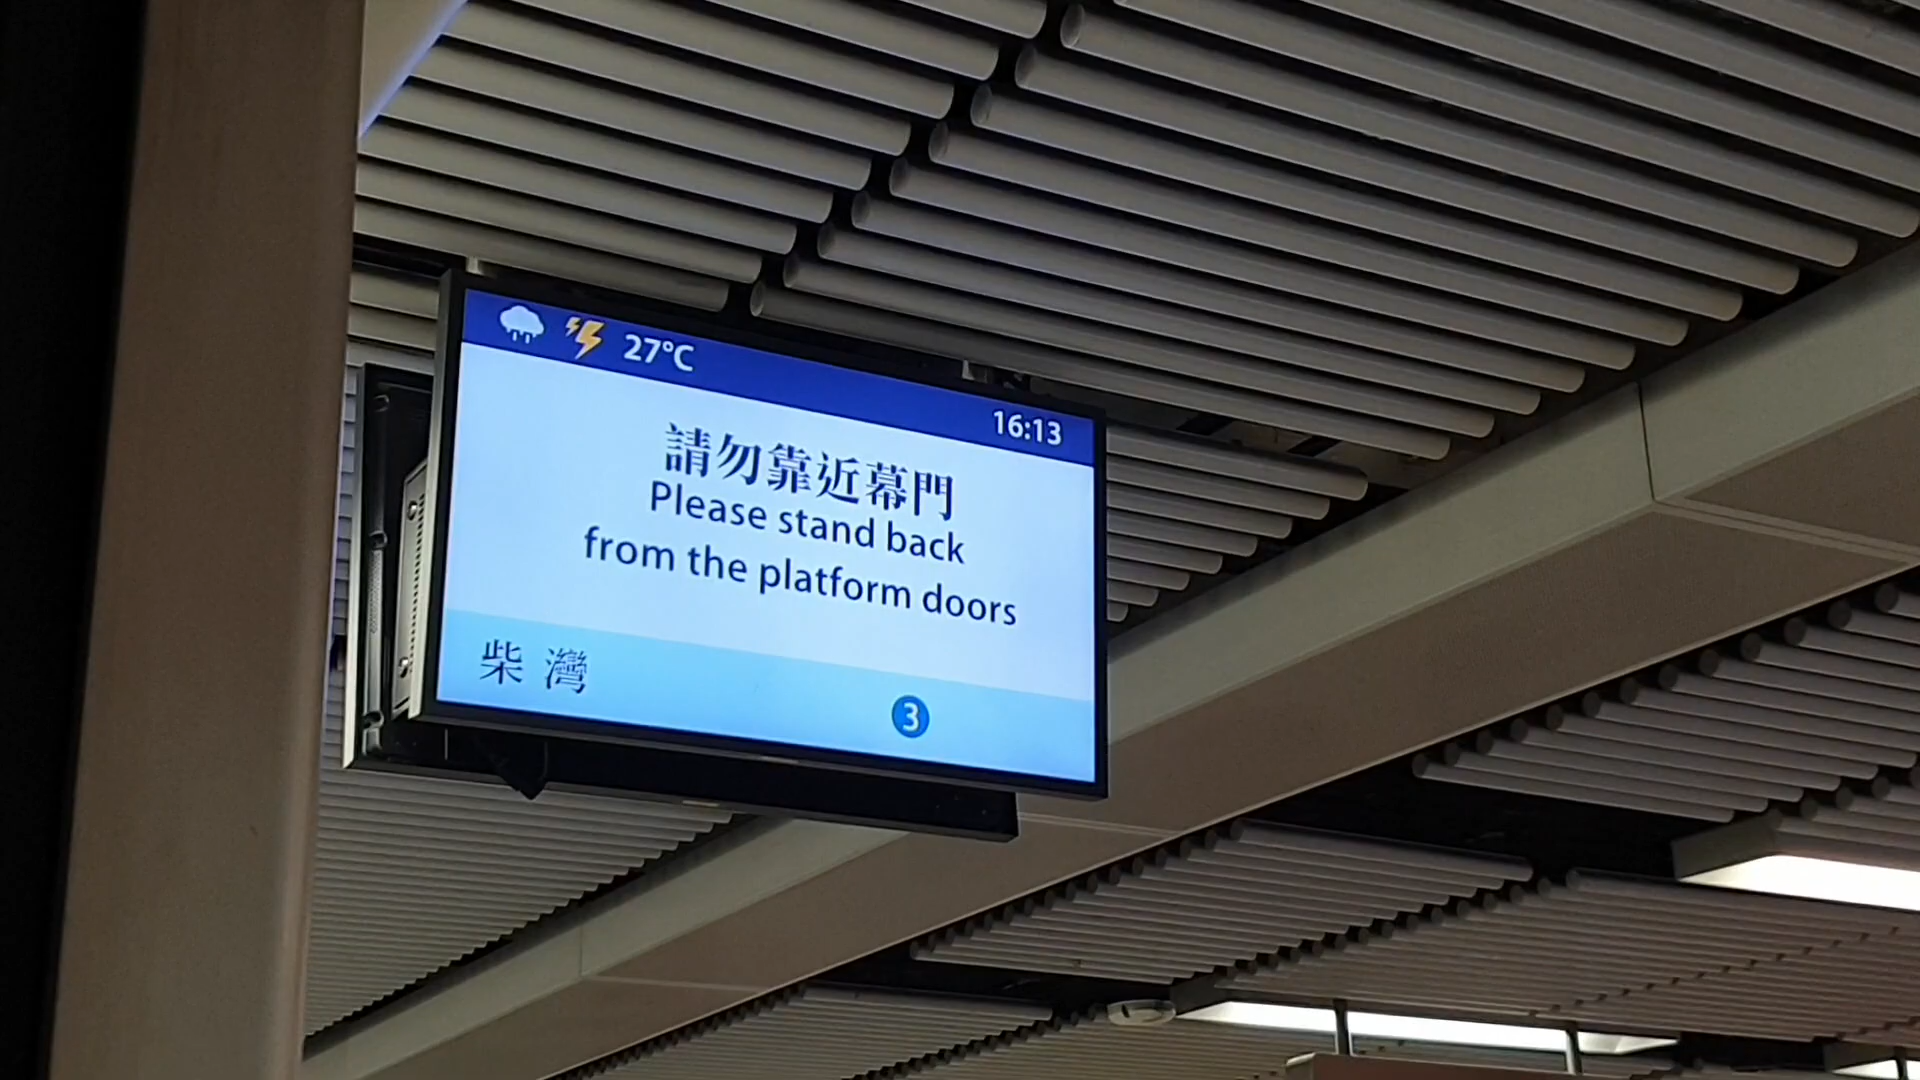 27°C
16:13
請勿靠近幕門
Please stand back
from the platform doors
柴灣
3